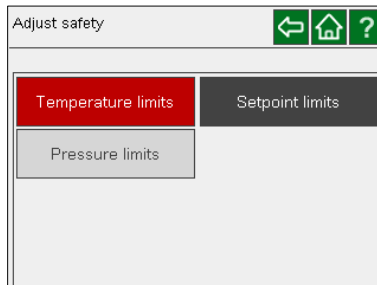 Adjust safety
?
Temperature limits
Setpoint limits
Pressure limits